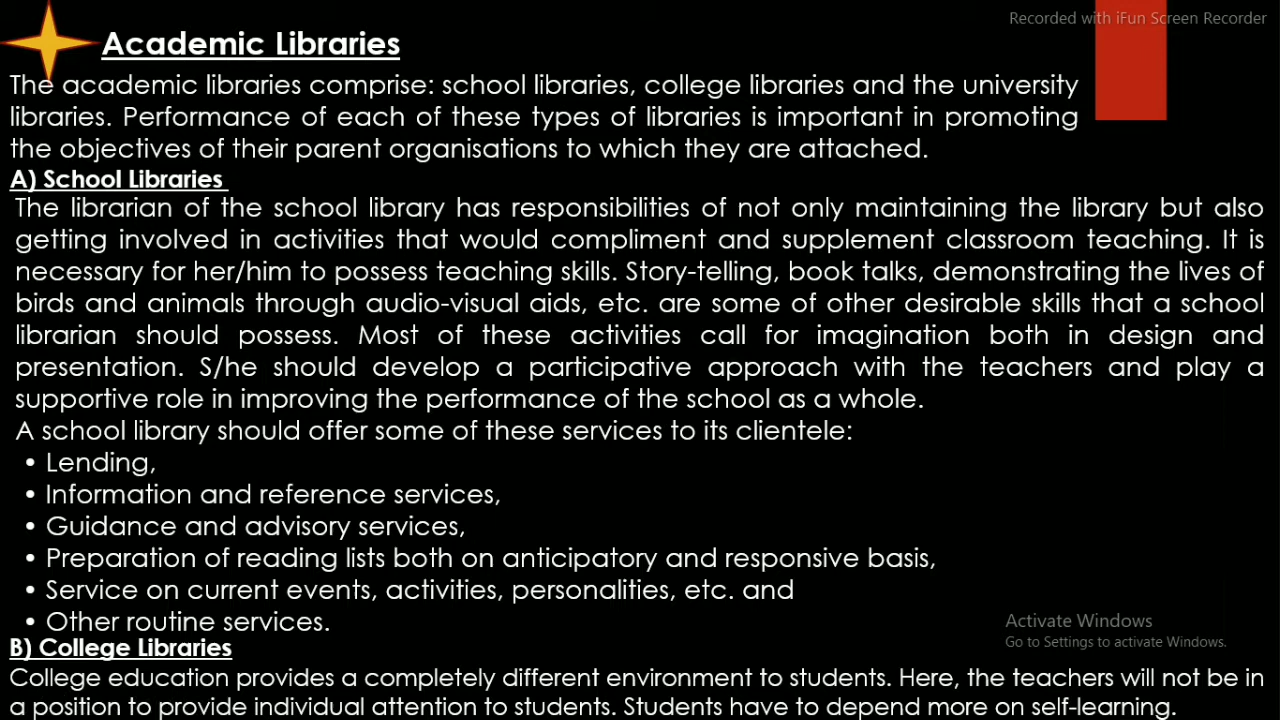 Recorded with iFun Screen Recorder
Academic Libraries
The academic libraries comprise: school libraries, college libraries and the university
libraries. Performance of each of these types of libraries is important in promoting
the objectives of their parent organisations to which they are attached.
A) School Libraries
The librarian of the school library has responsibilities of not only maintaining the library but also
getting involved in activities that would compliment and supplement classroom teaching. It is
necessary for her/him to possess teaching skills. Story-telling, book talks, demonstrating the lives of
birds and animals through audio-visual aids, etc. are some of other desirable skills that a school
librarian should possess. Most of these activities call for imagination both in design and
presentation. S/he should develop a participative approach with the teachers and play a
supportive role in improving the performance of the school as a whole.
A school library should offer some of these services to its clientele:
• Lending,
• Information and reference services,
• Guidance and advisory services,
• Preparation of reading lists both on anticipatory and responsive basis,
• Service on current events, activities, personalities, etc. and
• Other routine services.
Activate Windows
Go to Settings to activate Windows.
B) College Libraries
College education provides a completely different environment to students. Here, the teachers will not be in
a position to provide individual attention to students. Students have to depend more on self-learning.